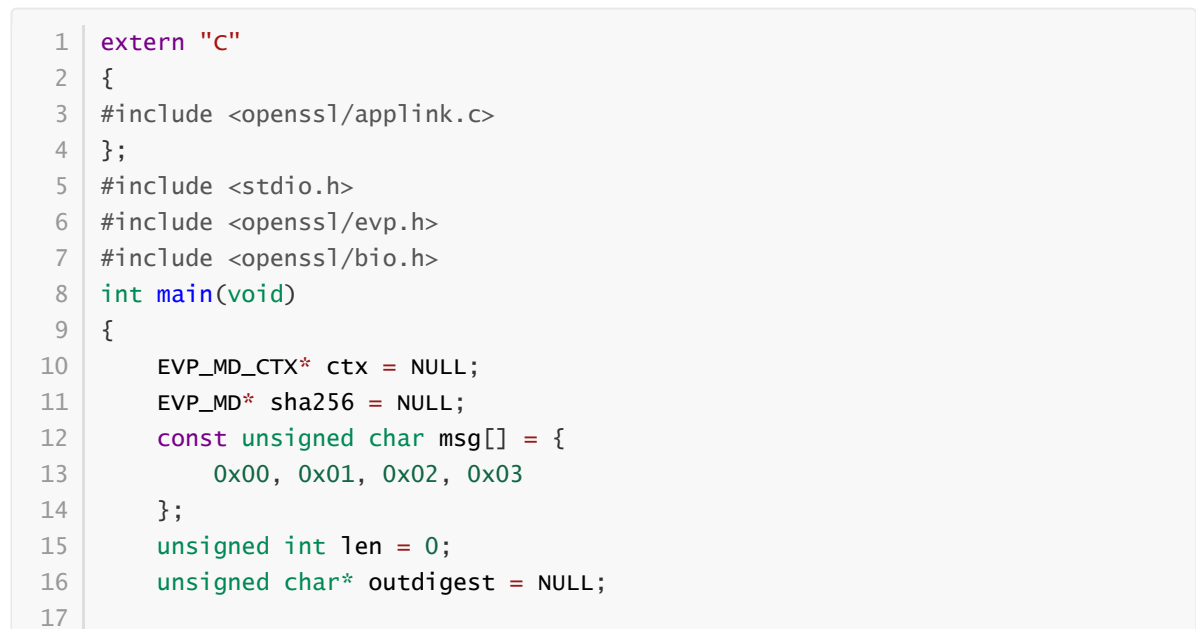 1 extern "C"
2 {
3 #include <openssl/applink.c>
4 };
5 #include <stdio.h>
6 #include <openssl/evp.h>
7 #include <openssl/bio.h>
8 int main(void)
9 {
10     EVP_MD_CTX* ctx = NULL;
11     EVP_MD* sha256 = NULL;
12     const unsigned char msg[] = {
13         0x00, 0x01, 0x02, 0x03
14     };
15     unsigned int len = 0;
16     unsigned char* outdigest = NULL;
17